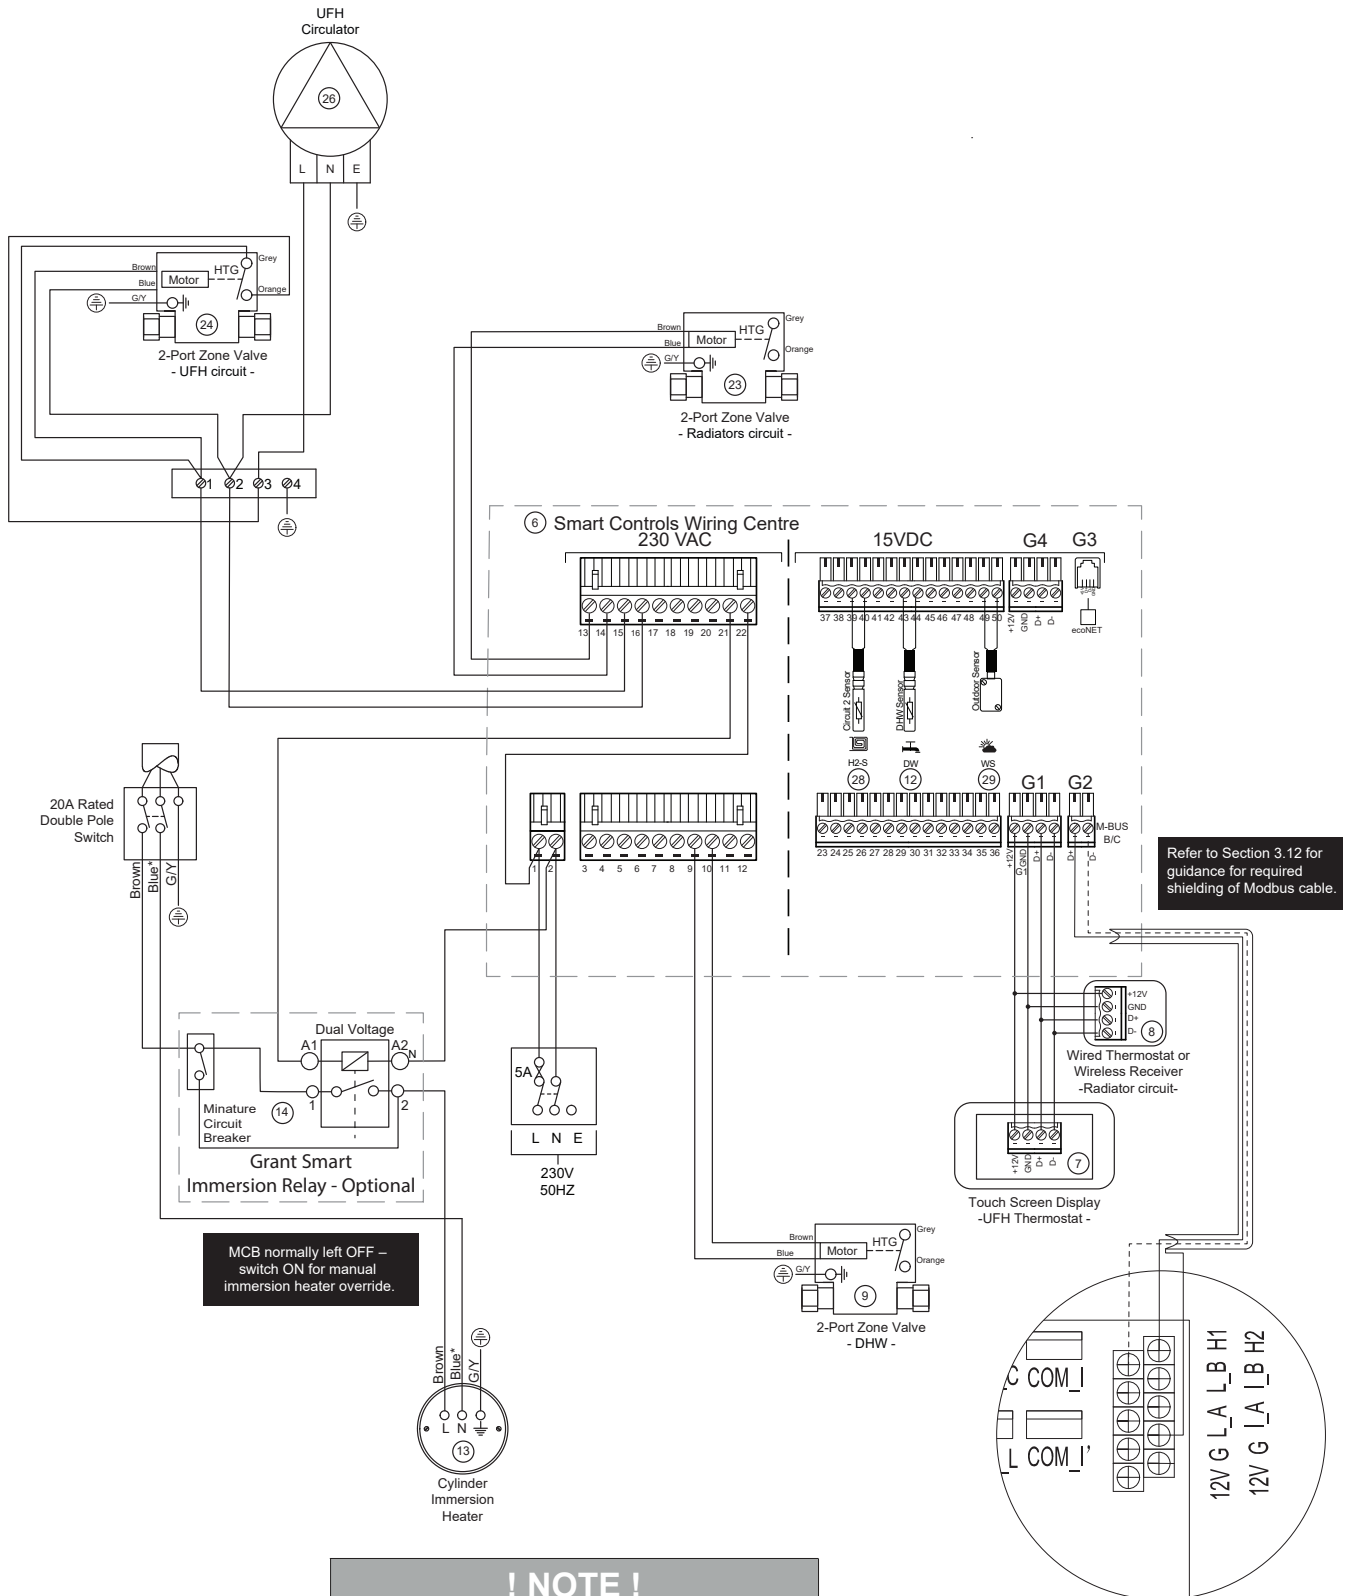 UFH
Circulator
26
L N E
Grey
Brown
HTG
Motor
Blue
Orange
G/Y
24
2-Port Zone Valve
- UFH circuit -
1 2 3 4
Grey
Brown
HTG
Motor
Blue
Orange
G/Y
23
2-Port Zone Valve
- Radiators circuit -
6 Smart Controls Wiring Centre
230 VAC
15VDC G4 G3
13 14 15 16 17 18 19 20 21 22
37 38 39 40 41 42 43 44 45 46 47 48 49 50
+12V GND D+ D-
ecoNET
Circuit 2 Sensor
DHW Sensor
Outdoor Sensor
H2-S DW WS
28 12 29
G1 G2
1 2 3 4 5 6 7 8 9 10 11 12
23 24 25 26 27 28 29 30 31 32 33 34 35 36
+12V GND D+ D-
G1
D+ D-
M-BUS
B/C
Refer to Section 3.12 for
guidance for required
shielding of Modbus cable.
20A Rated
Double Pole
Switch
Brown
Blue*
G/Y
Dual Voltage
A1 A2 N
1 2
14
Minature
Circuit
Breaker
Grant Smart
Immersion Relay - Optional
MCB normally left OFF –
switch ON for manual
immersion heater override.
5A
L N E
230V
50HZ
+12V
GND
D+
D-
8
Wired Thermostat or
Wireless Receiver
-Radiator circuit-
+12V GND D+ D-
7
Touch Screen Display
-UFH Thermostat -
Grey
Brown
HTG
Motor
Blue
Orange
G/Y
9
2-Port Zone Valve
- DHW -
Brown
Blue*
G/Y
L N
13
Cylinder
Immersion
Heater
_C COM_I
_L COM_I'
12V G L_A L_B H1
12V G I_A I_B H2
! NOTE !